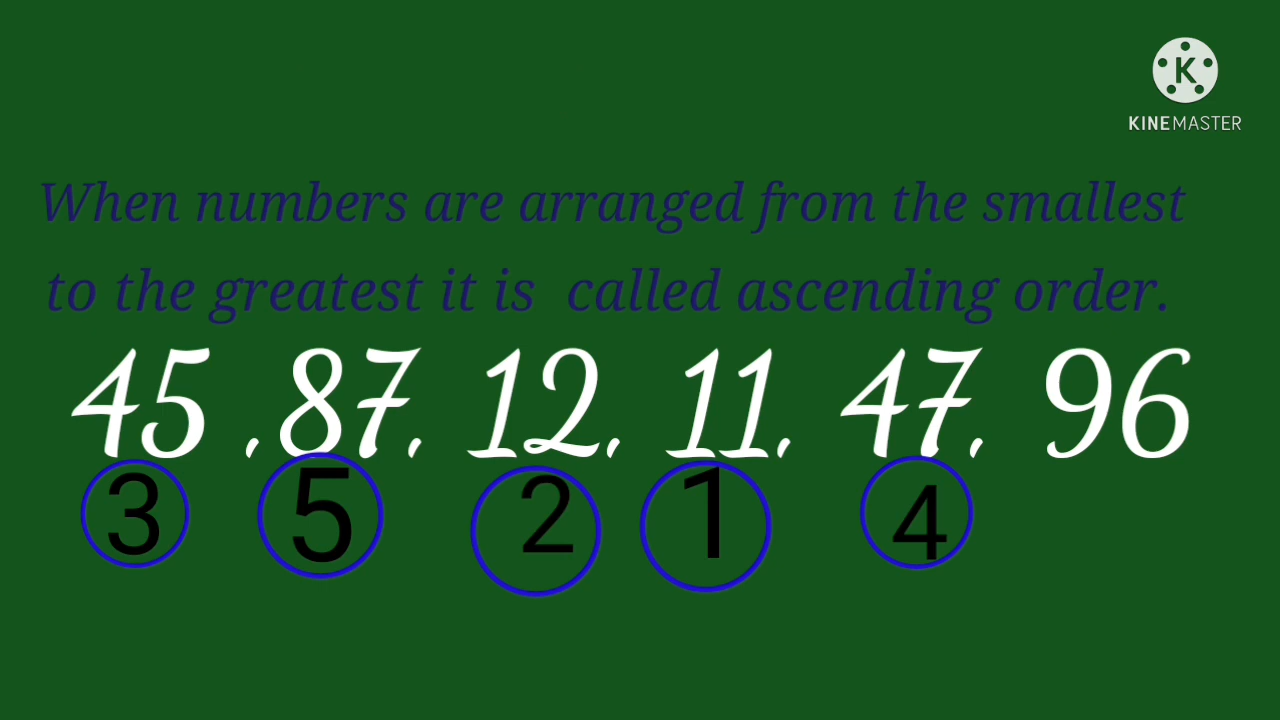 KINEMASTER
When numbers are arranged from the smallest
to the greatest it is called ascending order.
45 ,87, 12, 11, 47, 96
3 5 2 1 4